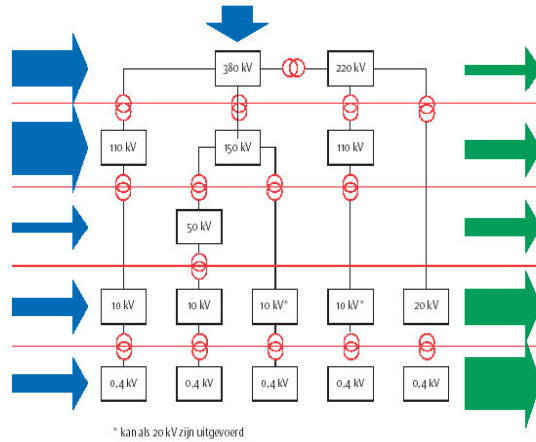 380 kV 220 kV
110 kV 150 kV 110 kV
50 kV
10 kV 10 kV 10 kV* 10 kV* 20 kV
0,4 kV 0,4 kV 0,4 kV 0,4 kV 0,4 kV
* kan als 20 kV zijn uitgevoerd